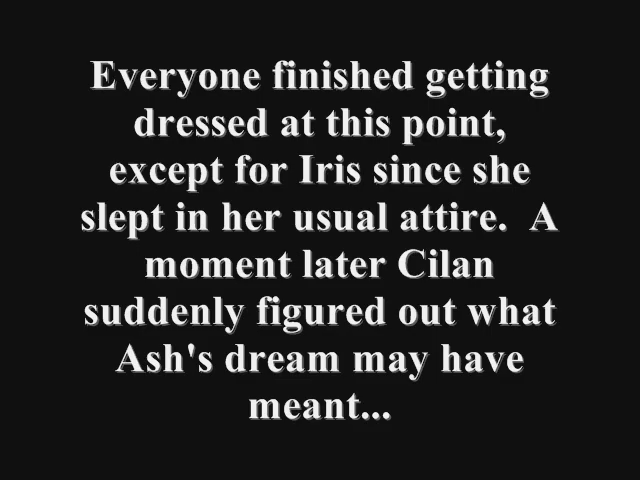 Everyone finished getting
dressed at this point,
except for Iris since she
slept in her usual attire.  A
moment later Cilan
suddenly figured out what
Ash's dream may have
meant...